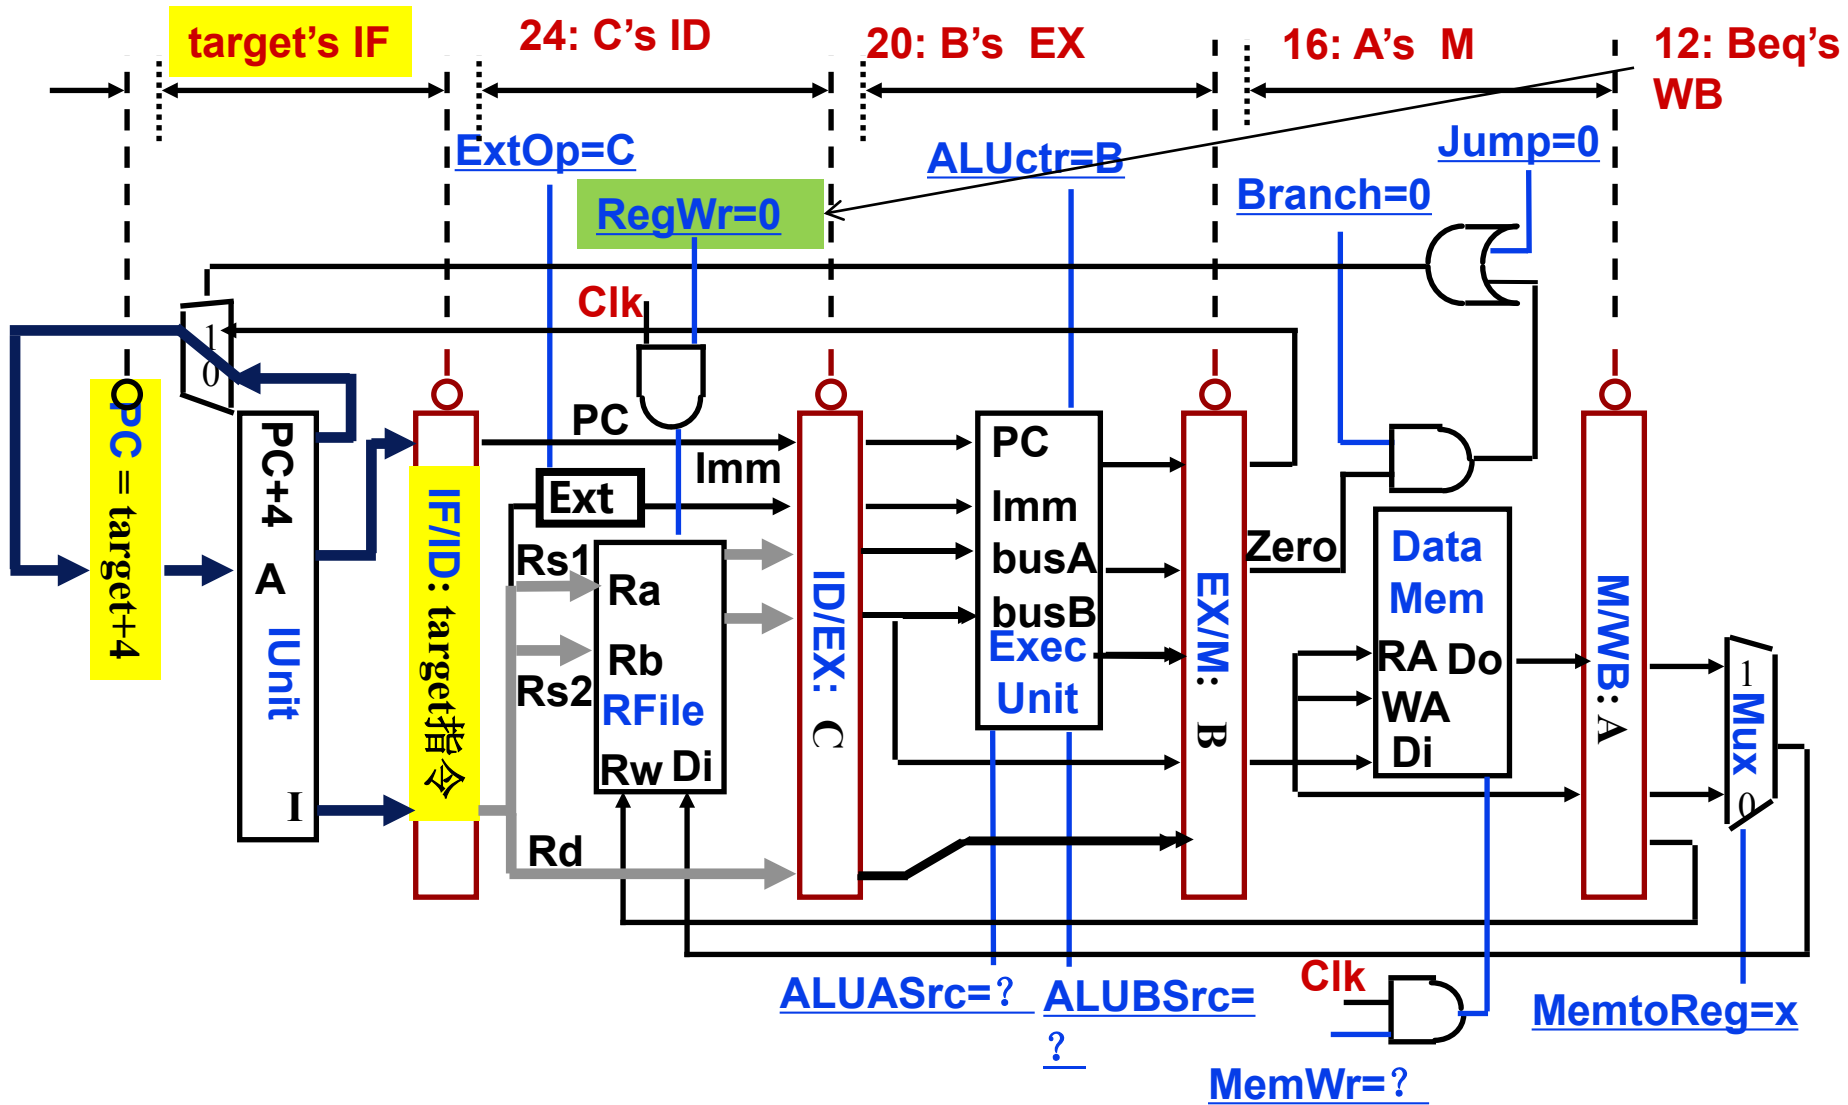 target's IF
24: C's ID
20: B's EX
16: A's M
12: Beq's
WB
ExtOp=C
ALUctr=B
Jump=0
RegWr=0
Branch=0
Clk
1
0
PC = target+4
PC+4
A
IUnit
I
IF/ID: target指令
PC
Imm
Ext
Rs1
Rs2
Rd
Ra
Rb
RFile
Rw Di
ID/EX: C
PC
Imm
busA
busB
Exec
Unit
EX/M: B
Zero
Data
Mem
RA Do
WA
Di
M/WB: A
1
Mux
0
ALUASrc=？
ALUBSrc=
？
Clk
MemWr=？
MemtoReg=x